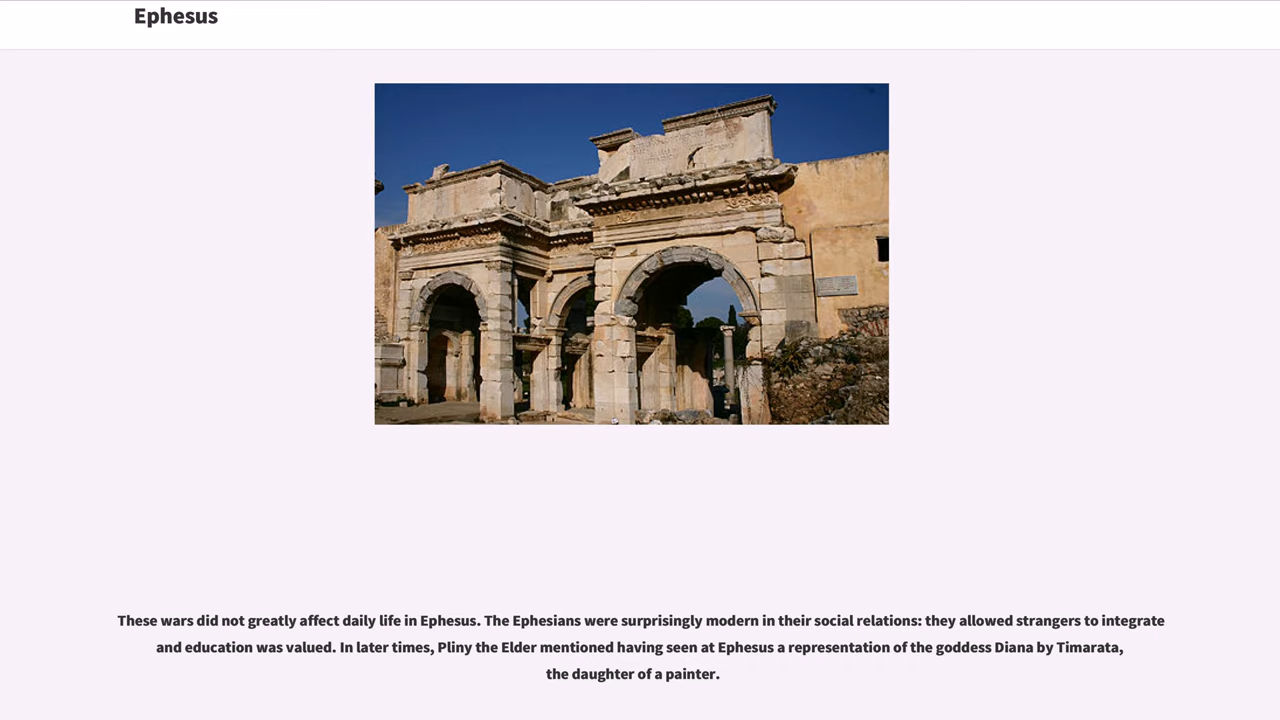 Ephesus
These wars did not greatly affect daily life in Ephesus. The Ephesians were surprisingly modern in their social relations: they allowed strangers to integrate
and education was valued. In later times, Pliny the Elder mentioned having seen at Ephesus a representation of the goddess Diana by Timarata,
the daughter of a painter.